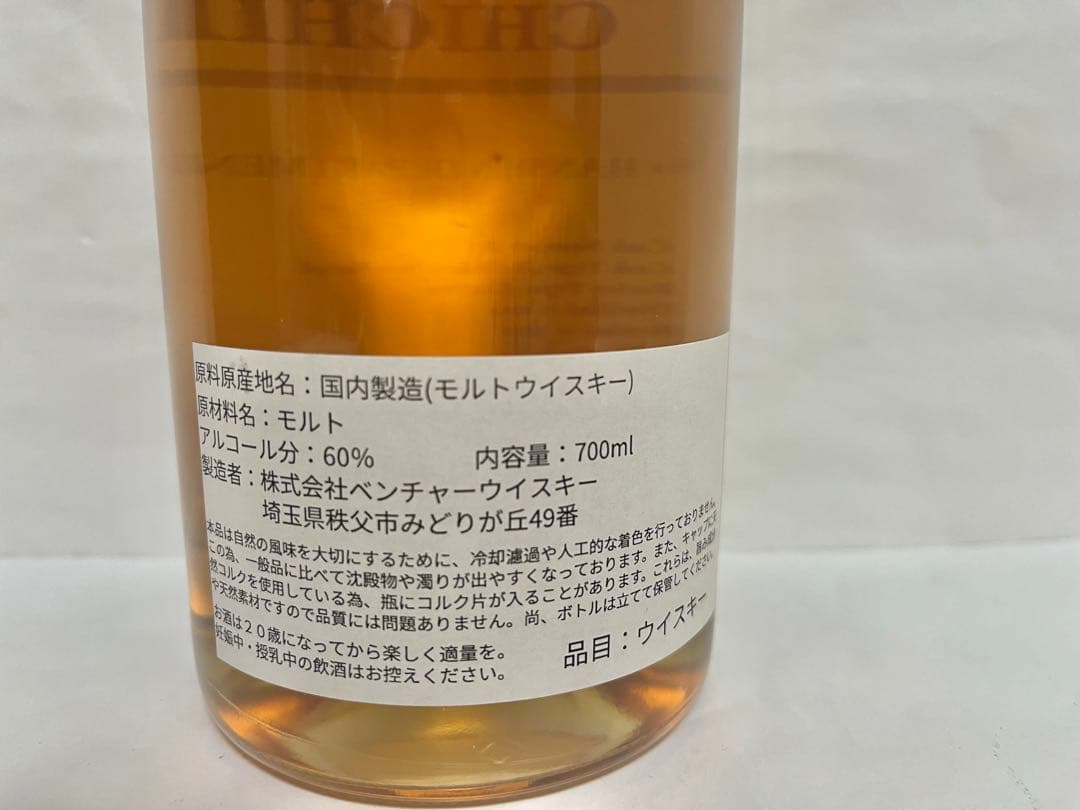 原料原産地名：国内製造(モルトウイスキー)
原材料名：モルト
アルコール分：60% 内容量：700ml
製造者：株式会社ベンチャーウイスキー
埼玉県秩父市みどりが丘49番
本品は自然の風味を大切にするために、冷却濾過や人工的な着色を行っておりません。
この為、一般品に比べて沈殿物や濁りが出やすくなっております。また、キャップに天
然コルクを使用している為、瓶にコルク片が入ることがあります。これらは、
や天然素材ですので品質には問題ありません。尚、ボトルは立てて保管してください。
お酒は２０歳になってから楽しく適量を。
妊娠中・授乳中の飲酒はお控えください。
品目：ウイスキー